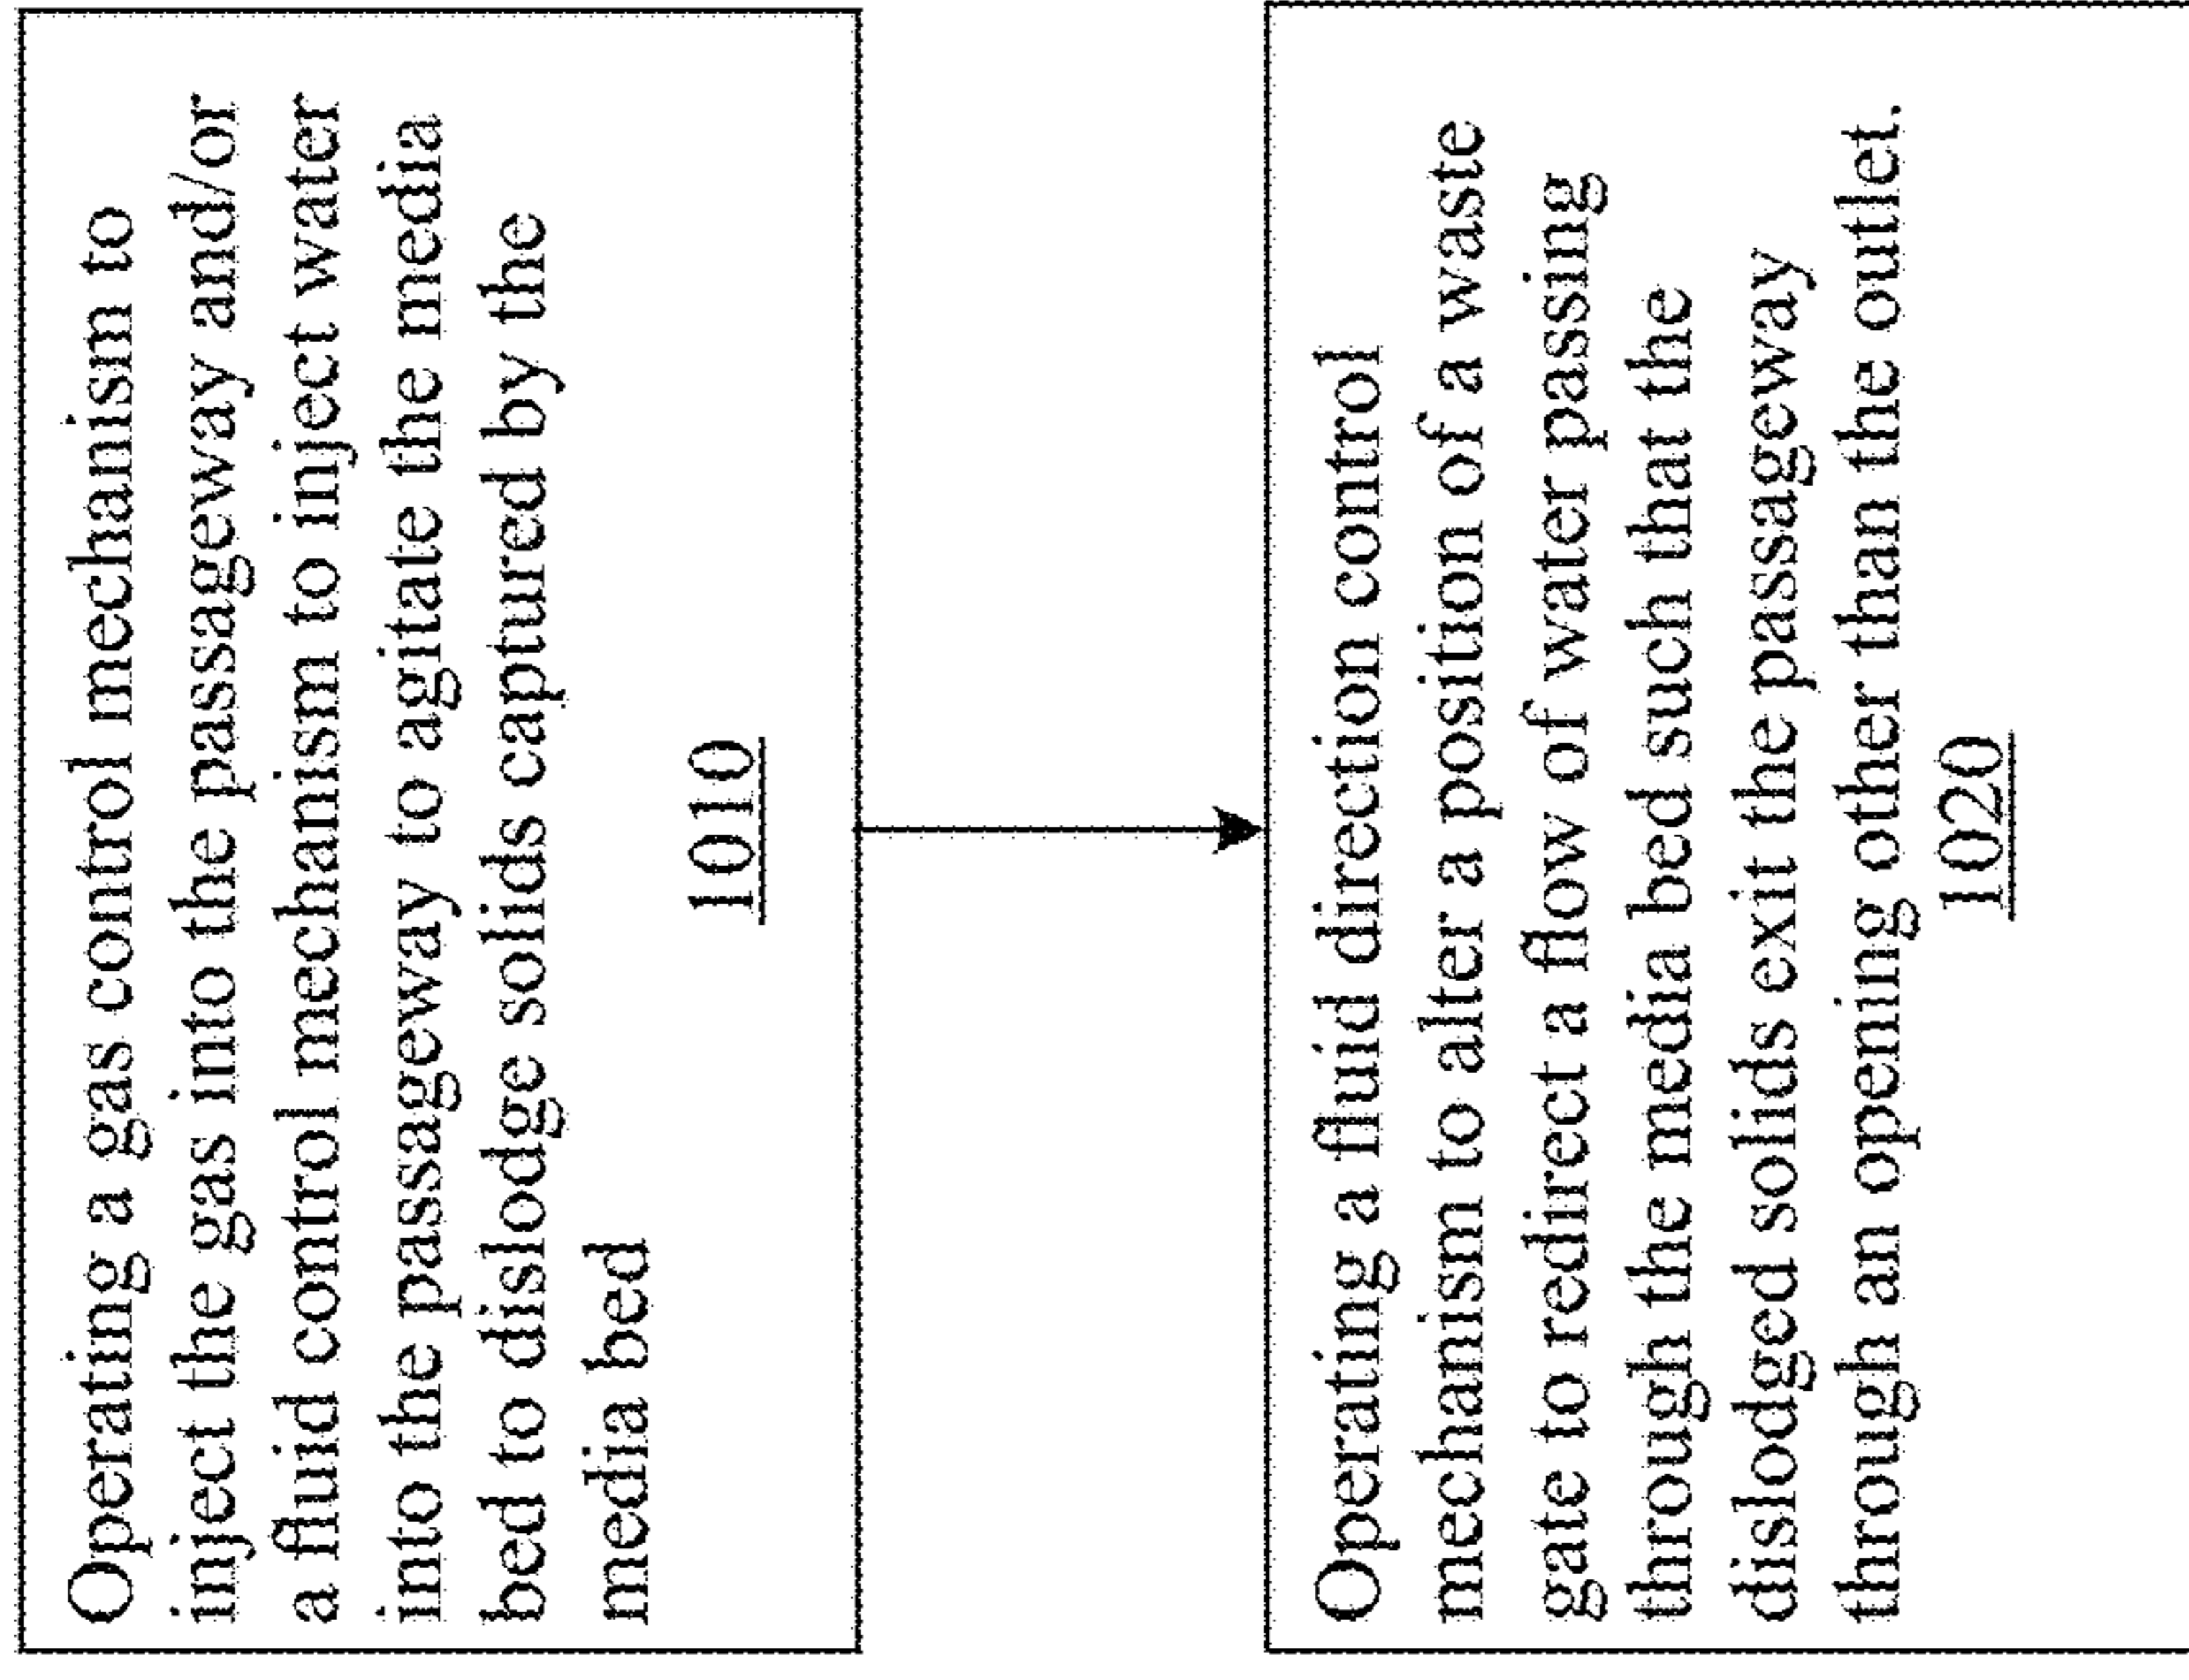 Operating a gas control mechanism to
inject the gas into the passageway and/or
a fluid control mechanism to inject water
into the passageway to agitate the media
bed to dislodge solids captured by the
media bed
1010
Operating a fluid direction control
mechanism to alter a position of a waste
gate to redirect a flow of water passing
through the media bed such that the
dislodged solids exit the passageway
through an opening other than the outlet.
1020